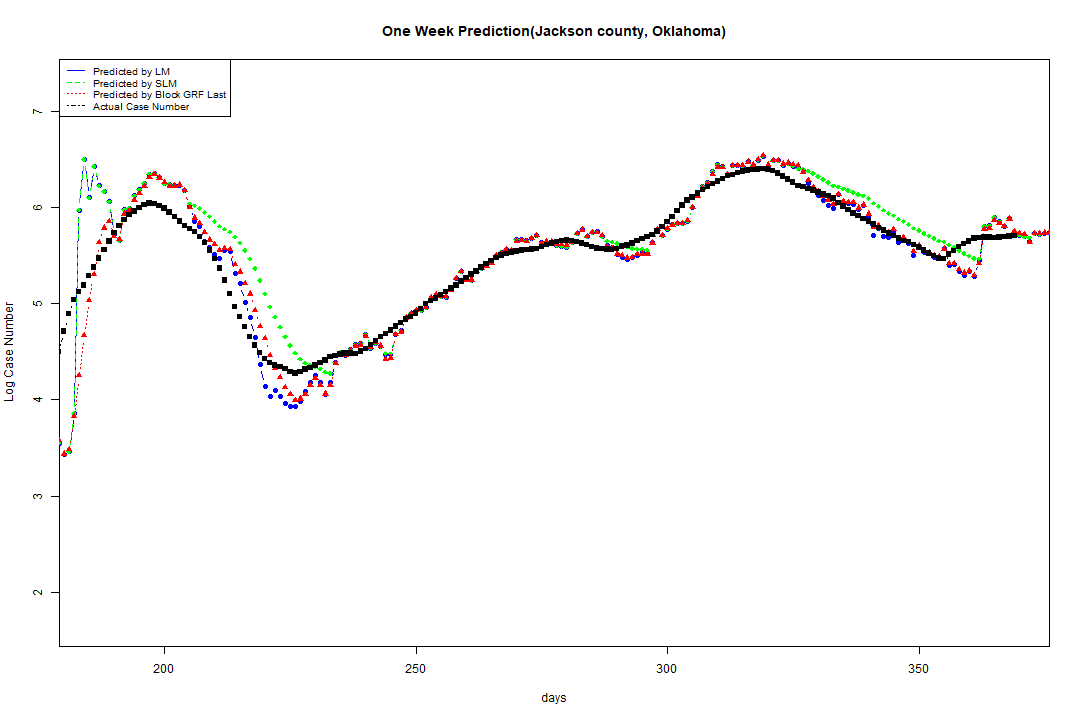 One Week Prediction(Jackson county, Oklahoma)
Predicted by LM
Predicted by SLM
Predicted by Block GRF Last
Actual Case Number
7
6
5
4
3
2
Log Case Number
200 250 300 350
days